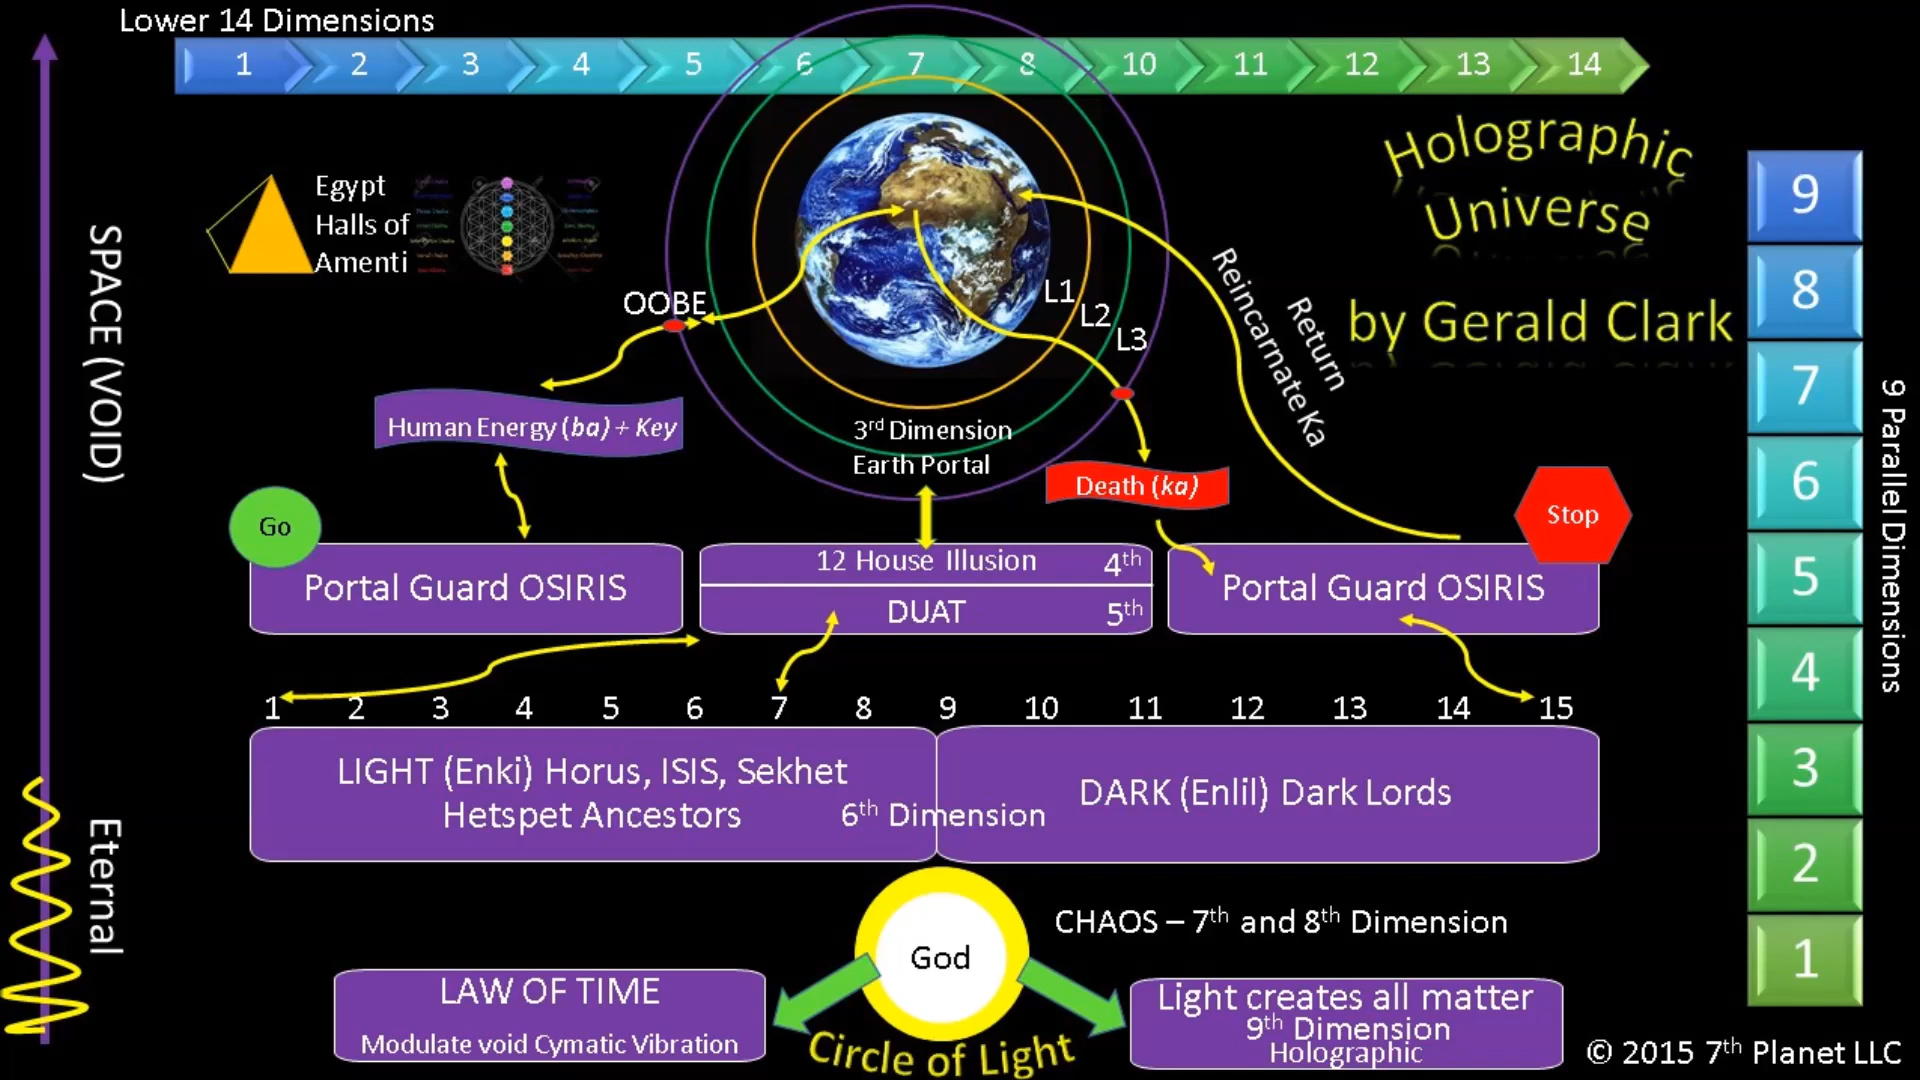 Lower 14 Dimensions
1 2 3 4 5 6 7 8 10 11 12 13 14
Holographic
Universe
by Gerald Clark
Egypt
Halls of
Amenti
SPACE (VOID)
Eternal
OOBE
L1
L2
L3
Return
Reincarnate Ka
Human Energy (ba) + Key
3rd Dimension
Earth Portal
Death (ka)
Go
Stop
Portal Guard OSIRIS
12 House Illusion 4th
DUAT 5th
Portal Guard OSIRIS
1 2 3 4 5 6 7 8 9 10 11 12 13 14 15
LIGHT (Enki) Horus, ISIS, Sekhet
Hetspet Ancestors
6th Dimension
DARK (Enlil) Dark Lords
God
CHAOS – 7th and 8th Dimension
LAW OF TIME
Modulate void Cymatic Vibration
Circle of Light
Light creates all matter
9th Dimension
Holographic
9
8
7
6
5
4
3
2
1
9 Parallel Dimensions
© 2015 7th Planet LLC